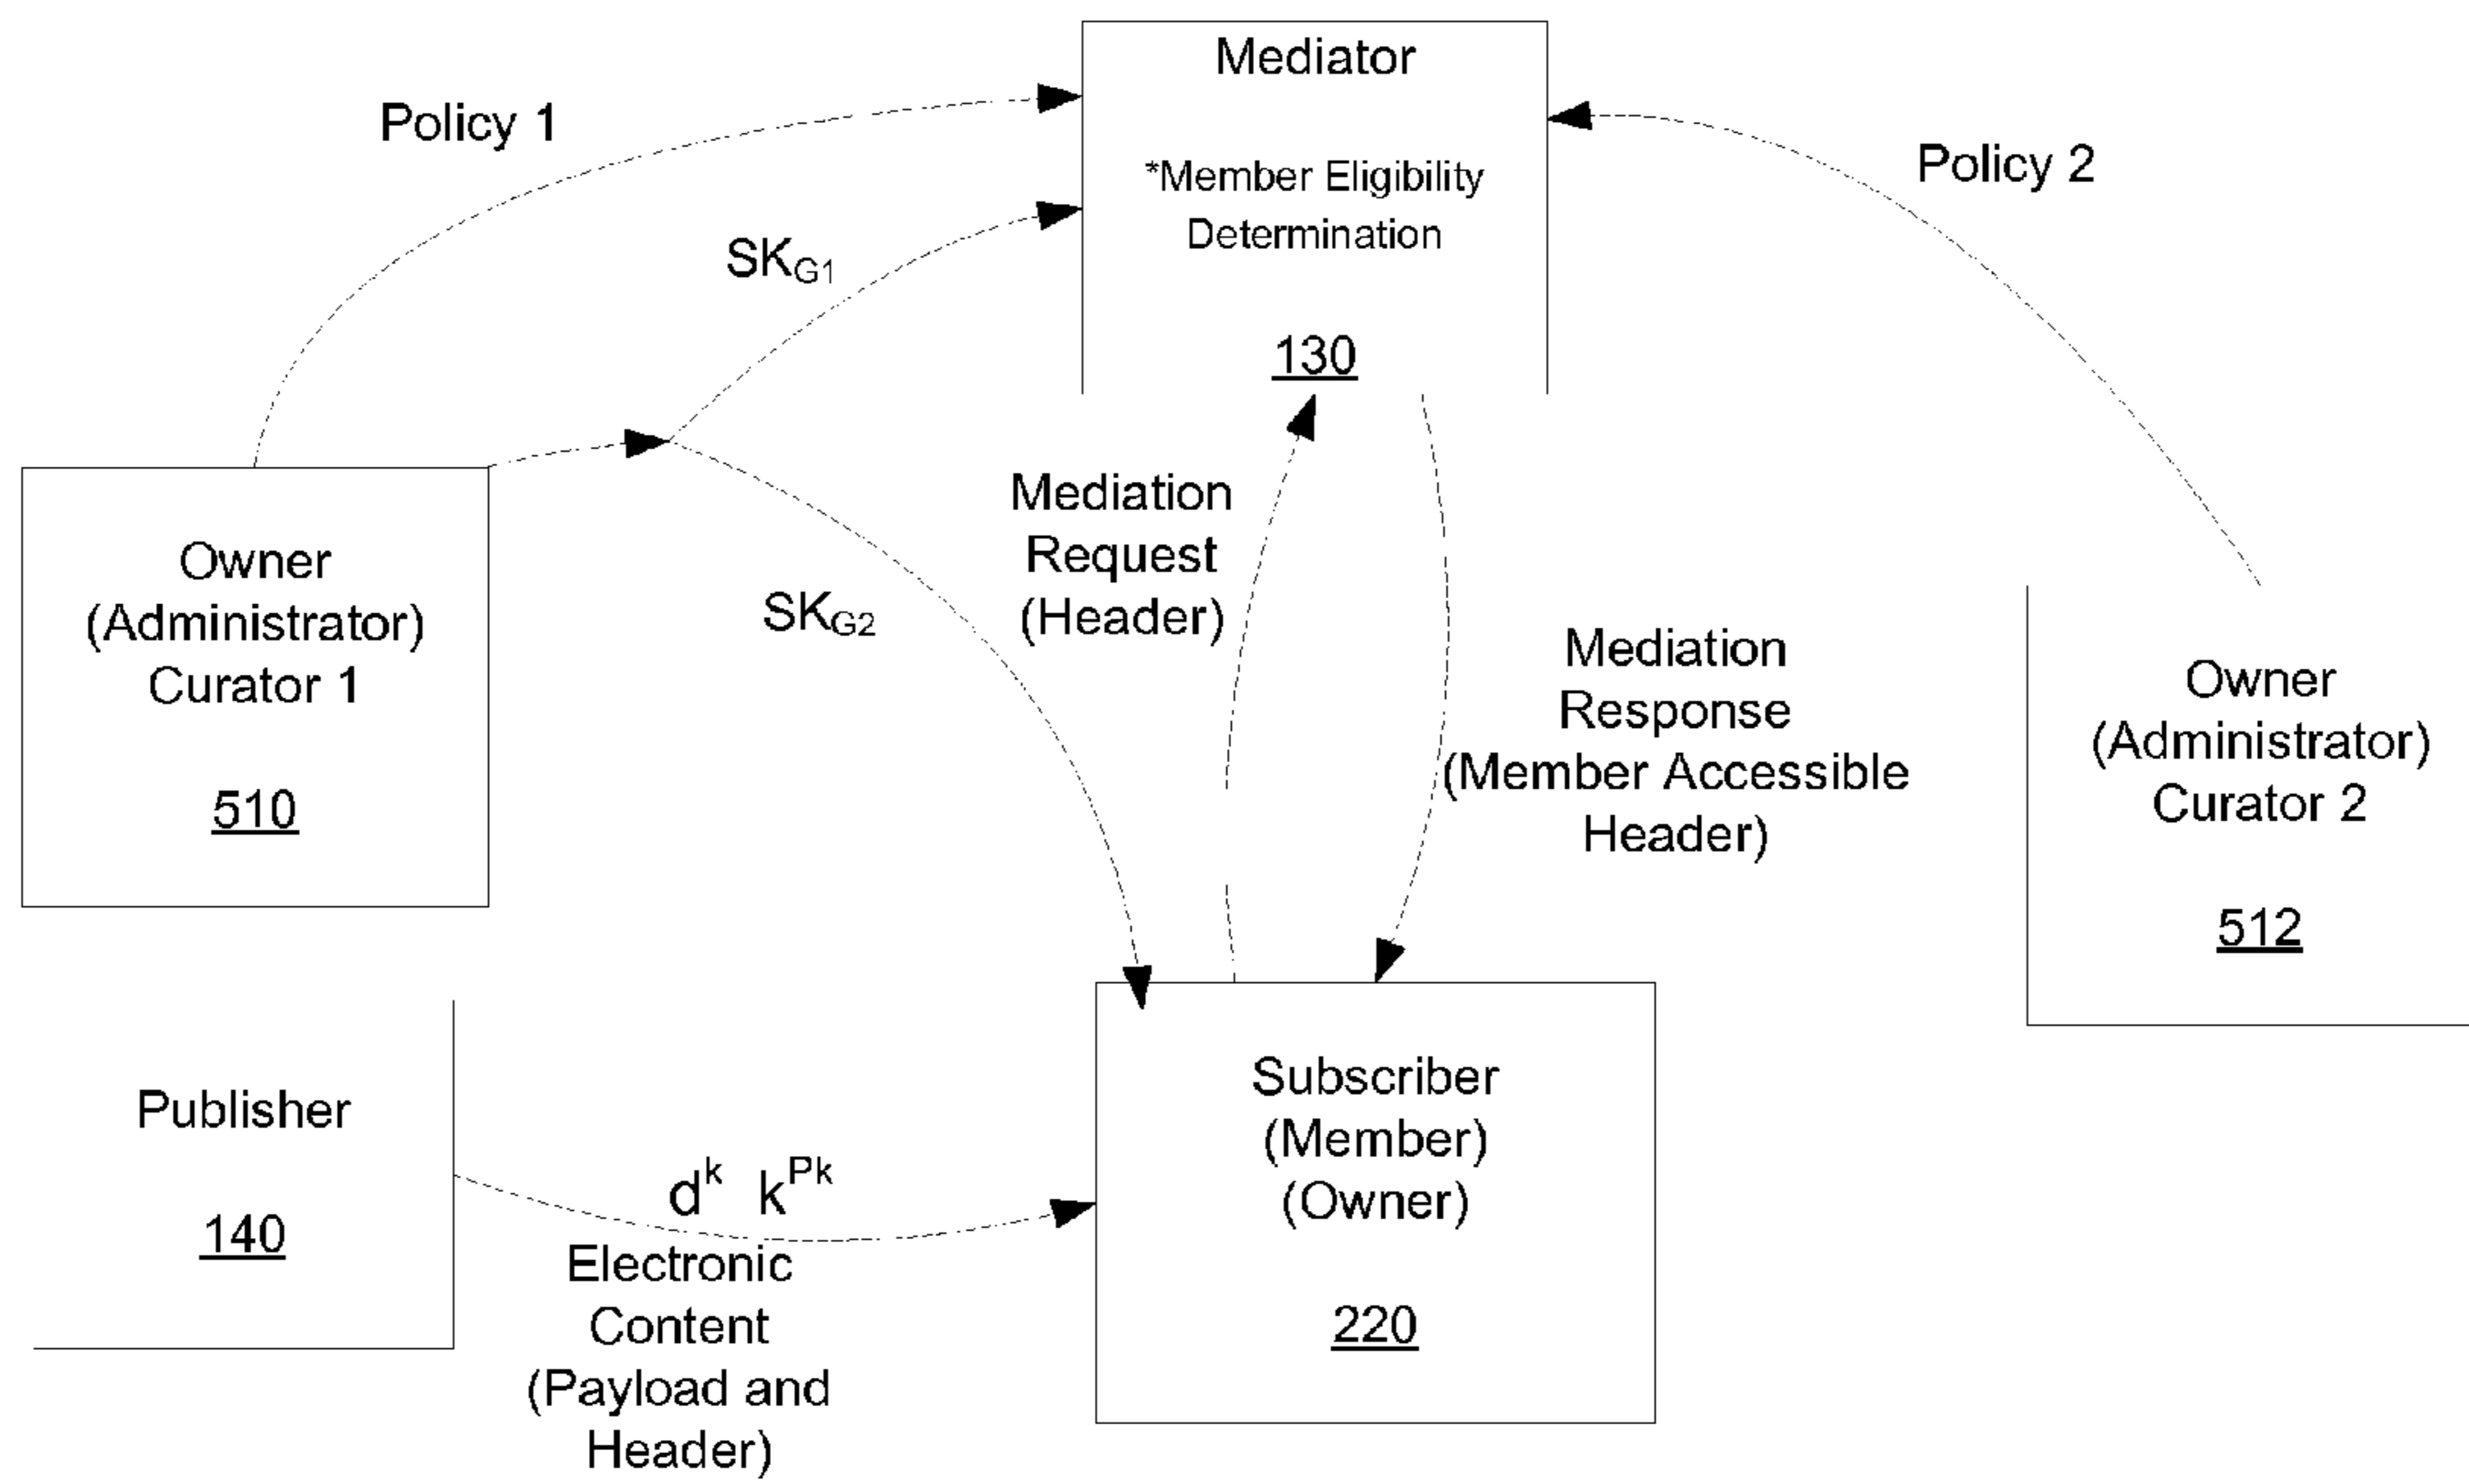 Mediator
*Member Eligibility
Determination
130
Policy 1
Policy 2
SKG1
SKG2
Owner
(Administrator)
Curator 1
510
Mediation
Request
(Header)
Mediation
Response
(Member Accessible
Header)
Owner
(Administrator)
Curator 2
512
Publisher
140
d^k k^Pk
Electronic
Content
(Payload and
Header)
Subscriber
(Member)
(Owner)
220